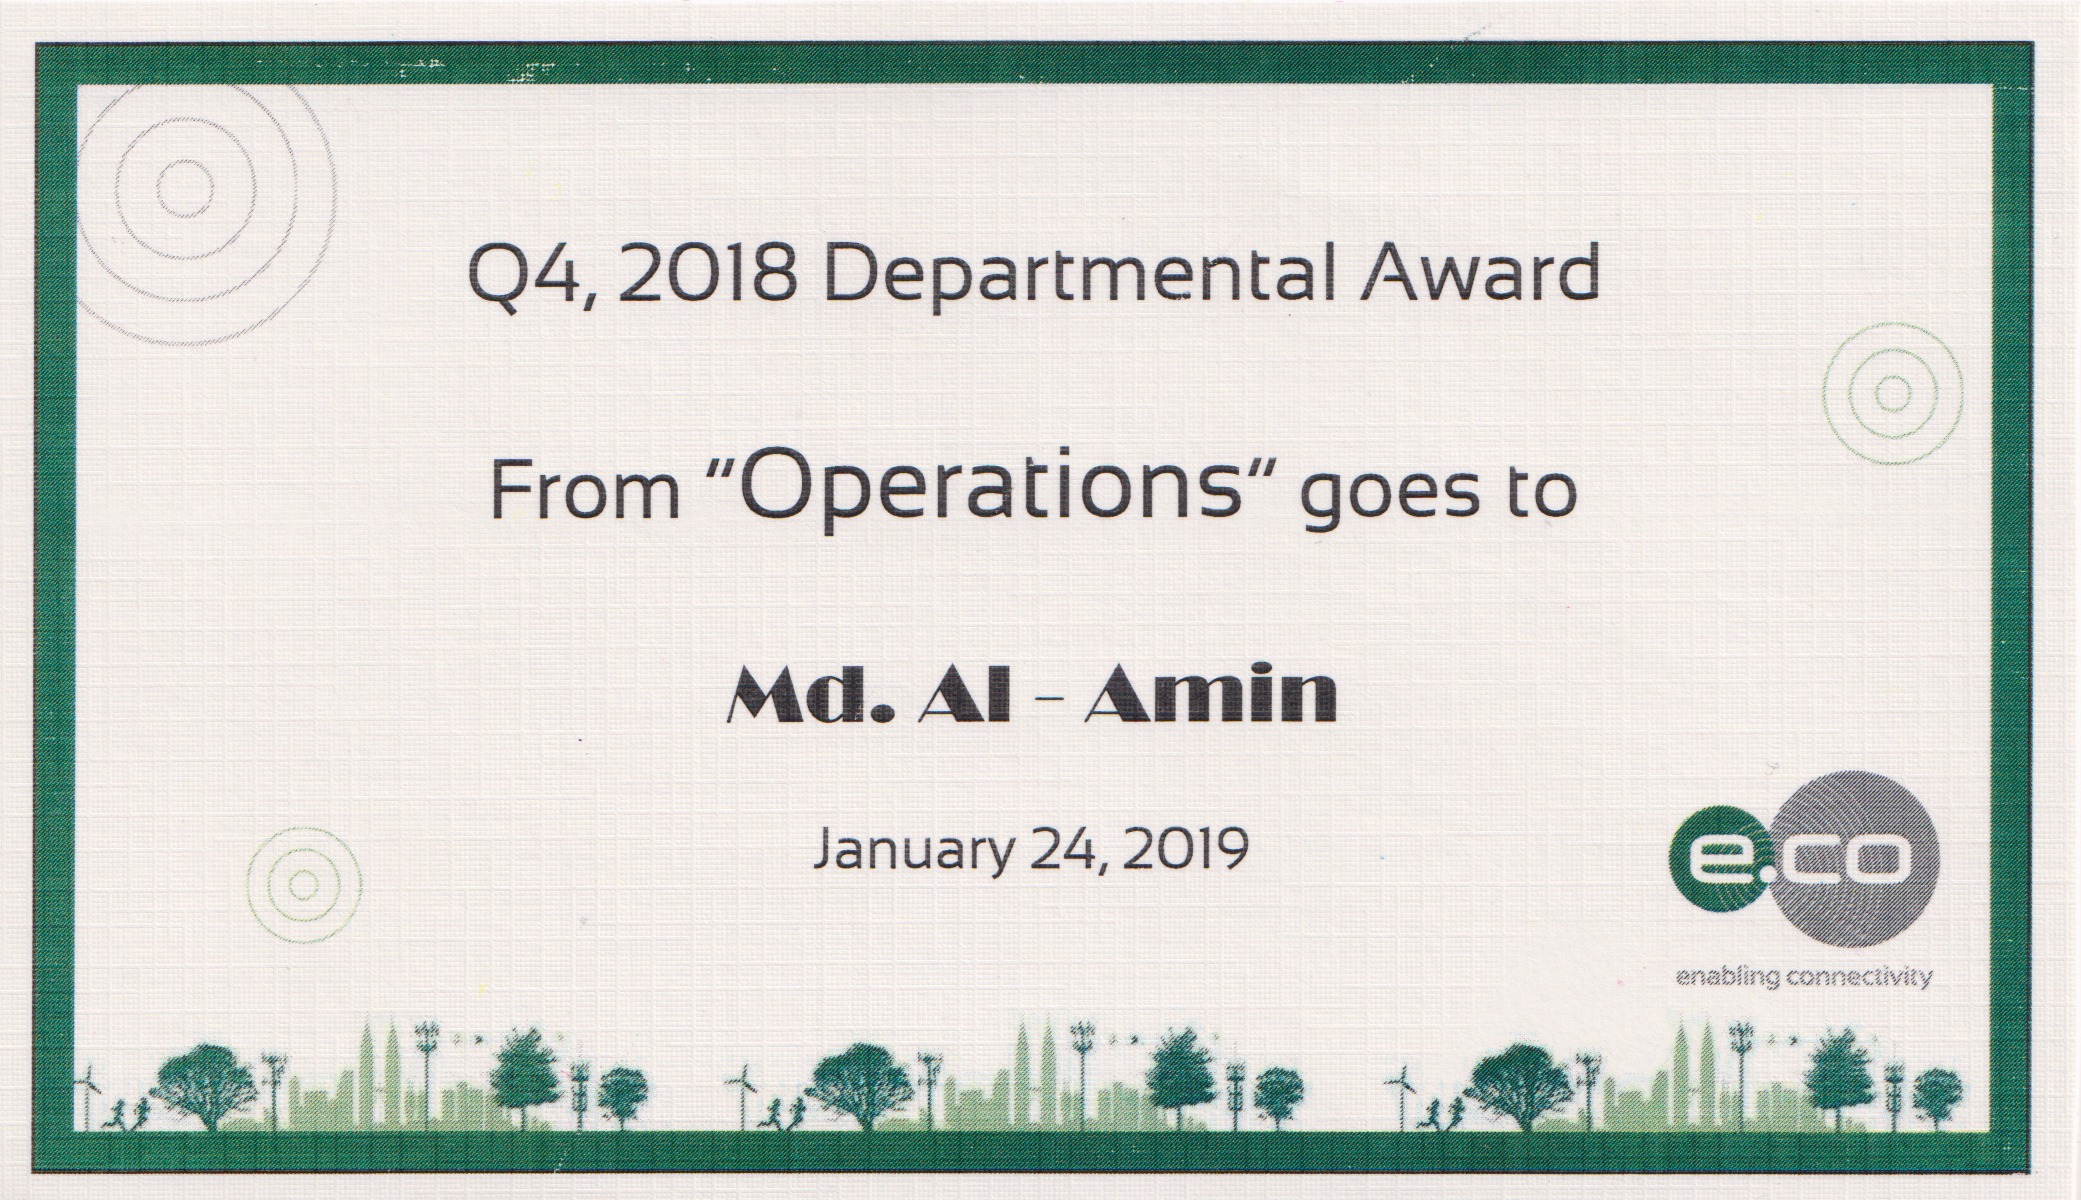 Q4, 2018 Departmental Award
From "Operations" goes to
Md. Al - Amin
January 24, 2019
e.co
enabling connectivity